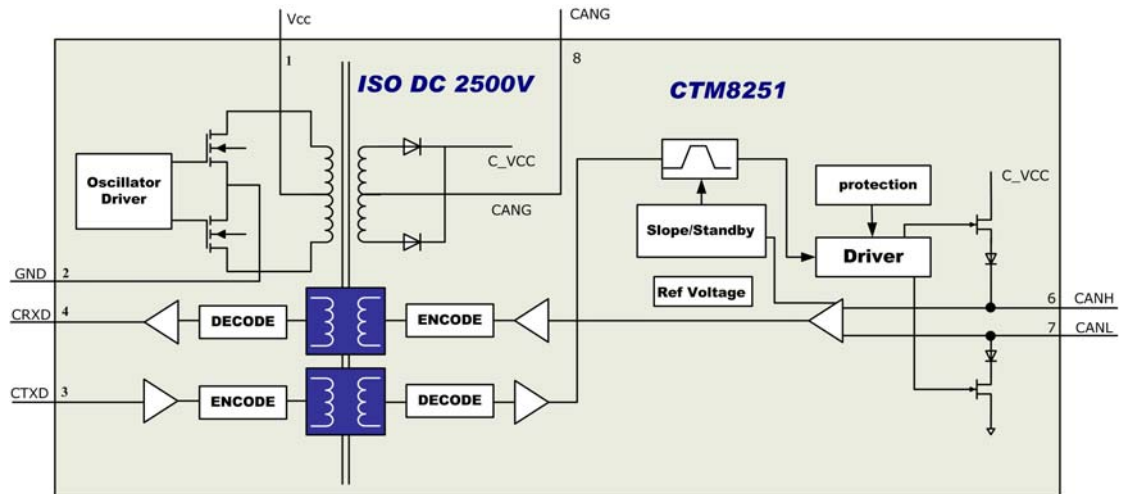 Vcc
CANG
1
8
ISO DC 2500V
CTM8251
Oscillator
Driver
C_VCC
CANG
protection
C_VCC
Slope/Standby
Driver
Ref Voltage
GND
2
CRXD
4
DECODE
ENCODE
6
CANH
7
CANL
CTXD
3
ENCODE
DECODE